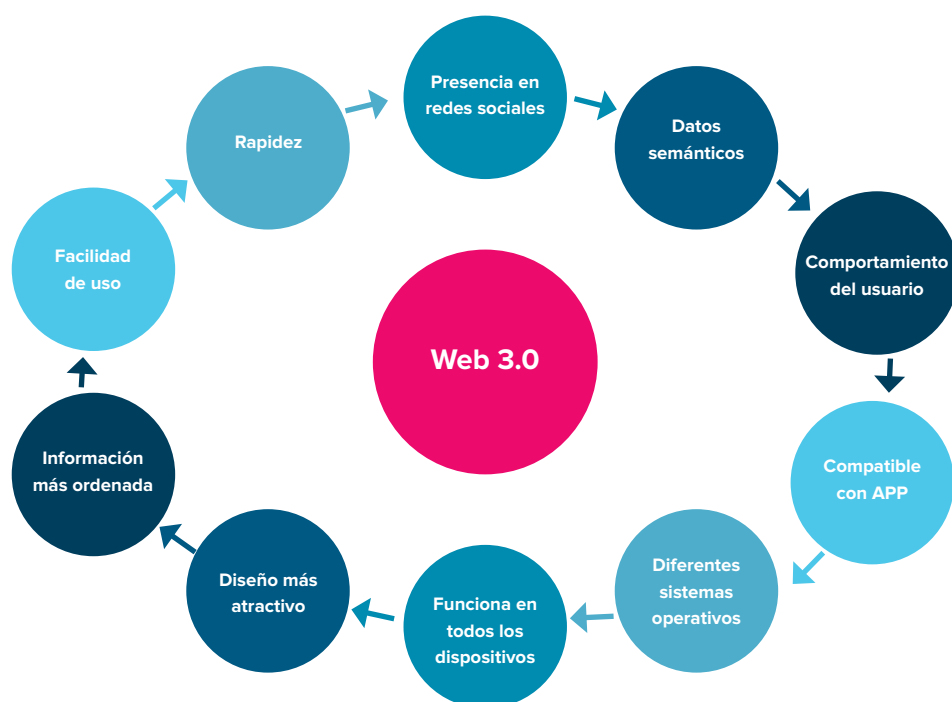 Presencia en
redes sociales
Datos
semánticos
Comportamiento
del usuario
Compatible
con APP
Diferentes
sistemas
operativos
Funciona en
todos los
dispositivos
Diseño más
atractivo
Información
más ordenada
Facilidad
de uso
Rapidez
Web 3.0